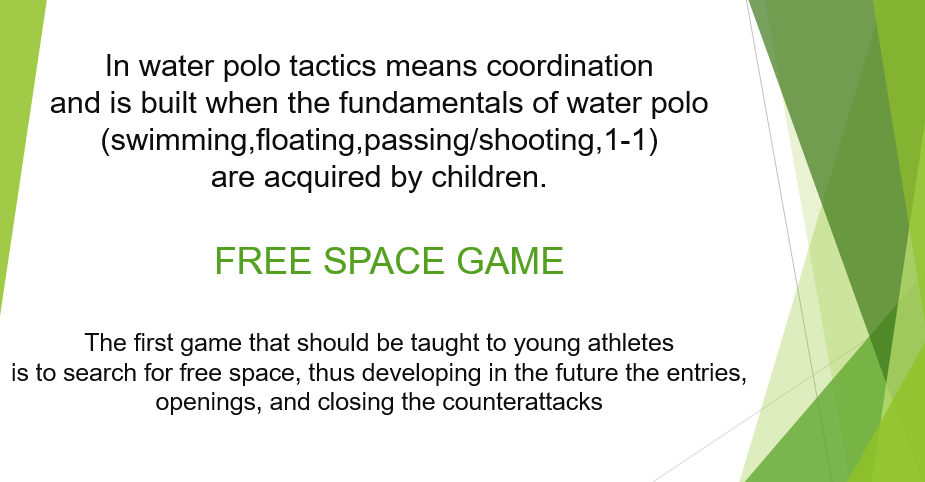 In water polo tactics means coordination
and is built when the fundamentals of water polo
(swimming,floating,passing/shooting,1-1)
are acquired by children.
FREE SPACE GAME
The first game that should be taught to young athletes
is to search for free space, thus developing in the future the entries,
openings, and closing the counterattacks